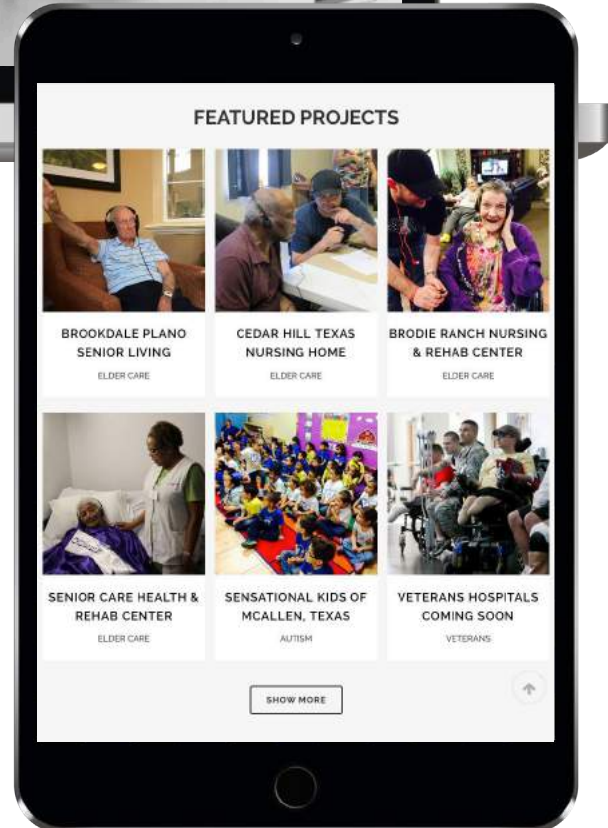 FEATURED PROJECTS
BROOKDALE PLANO
SENIOR LIVING
ELDER CARE
CEDAR HILL TEXAS
NURSING HOME
ELDER CARE
BRODIE RANCH NURSING
& REHAB CENTER
ELDER CARE
SENIOR CARE HEALTH &
REHAB CENTER
ELDER CARE
SENSATIONAL KIDS OF
MCALLEN, TEXAS
AUTISM
VETERANS HOSPITALS
COMING SOON
VETERANS
SHOW MORE